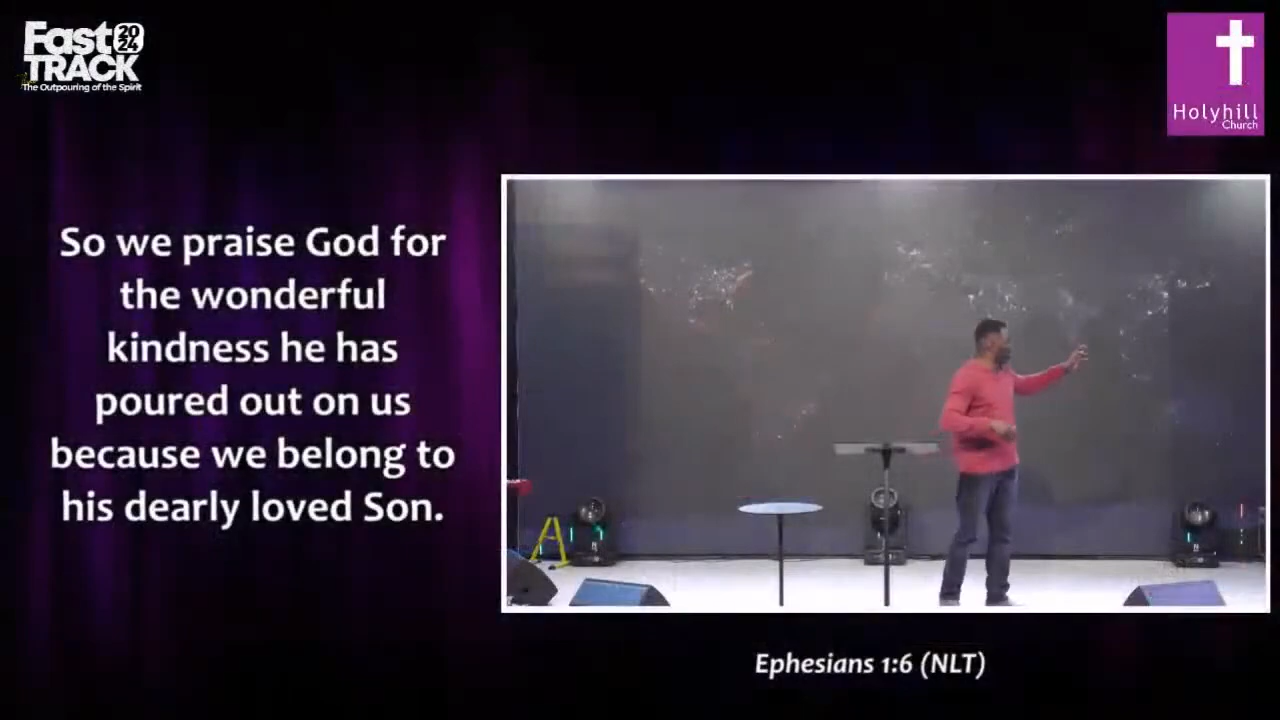 Fast 2024
TRACK
The Outpouring of the Spirit
Holyhill
Church
So we praise God for
the wonderful
kindness he has
poured out on us
because we belong to
his dearly loved Son.
Ephesians 1:6 (NLT)